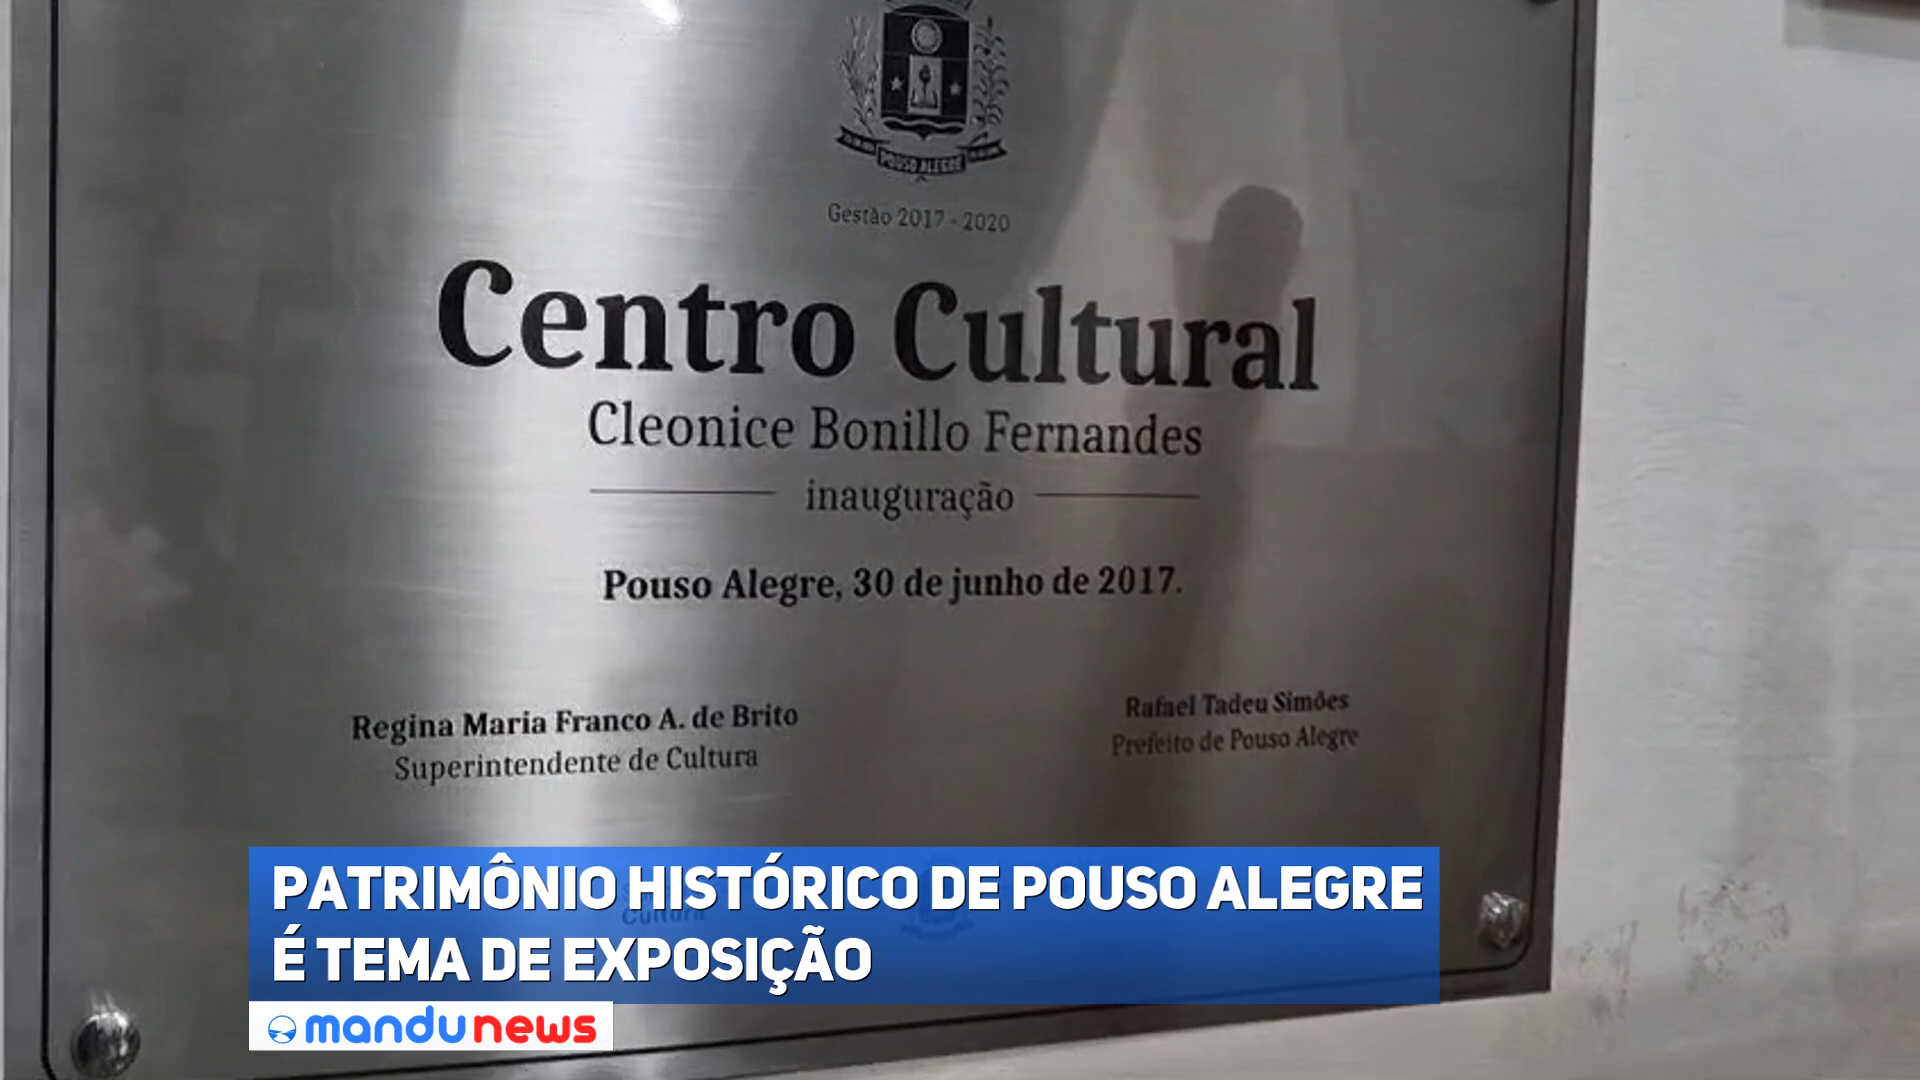 POUSO ALEGRE
Gestão 2017 - 2020
Centro Cultural
Cleonice Bonillo Fernandes
inauguração
Pouso Alegre, 30 de junho de 2017.
Regina Maria Franco A. de Brito
Superintendente de Cultura
Rafael Tadeu Simões
Prefeito de Pouso Alegre
PATRIMÔNIO HISTÓRICO DE POUSO ALEGRE
Cultura
É TEMA DE EXPOSIÇÃO
mandunews